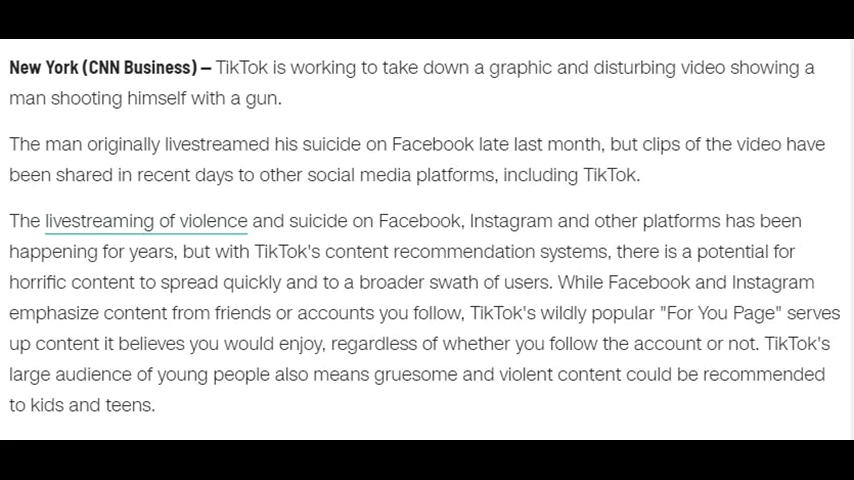 New York (CNN Business) — TikTok is working to take down a graphic and disturbing video showing a
man shooting himself with a gun.
The man originally livestreamed his suicide on Facebook late last month, but clips of the video have
been shared in recent days to other social media platforms, including TikTok.
The livestreaming of violence and suicide on Facebook, Instagram and other platforms has been
happening for years, but with TikTok's content recommendation systems, there is a potential for
horrific content to spread quickly and to a broader swath of users. While Facebook and Instagram
emphasize content from friends or accounts you follow, TikTok's wildly popular "For You Page" serves
up content it believes you would enjoy, regardless of whether you follow the account or not. TikTok's
large audience of young people also means gruesome and violent content could be recommended
to kids and teens.